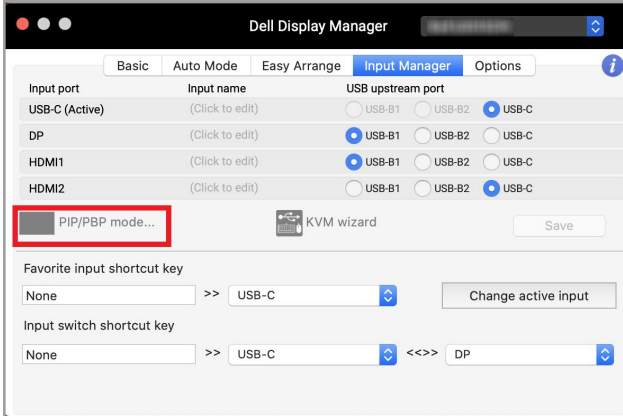 Dell Display Manager
Basic Auto Mode Easy Arrange Input Manager Options i
Input port Input name USB upstream port
USB-C (Active) (Click to edit) USB-B1 USB-B2 USB-C
DP (Click to edit) USB-B1 USB-B2 USB-C
HDMI1 (Click to edit) USB-B1 USB-B2 USB-C
HDMI2 (Click to edit) USB-B1 USB-B2 USB-C
PIP/PBP mode... KVM wizard Save
Favorite input shortcut key
None >> USB-C Change active input
Input switch shortcut key
None >> USB-C <<>> DP